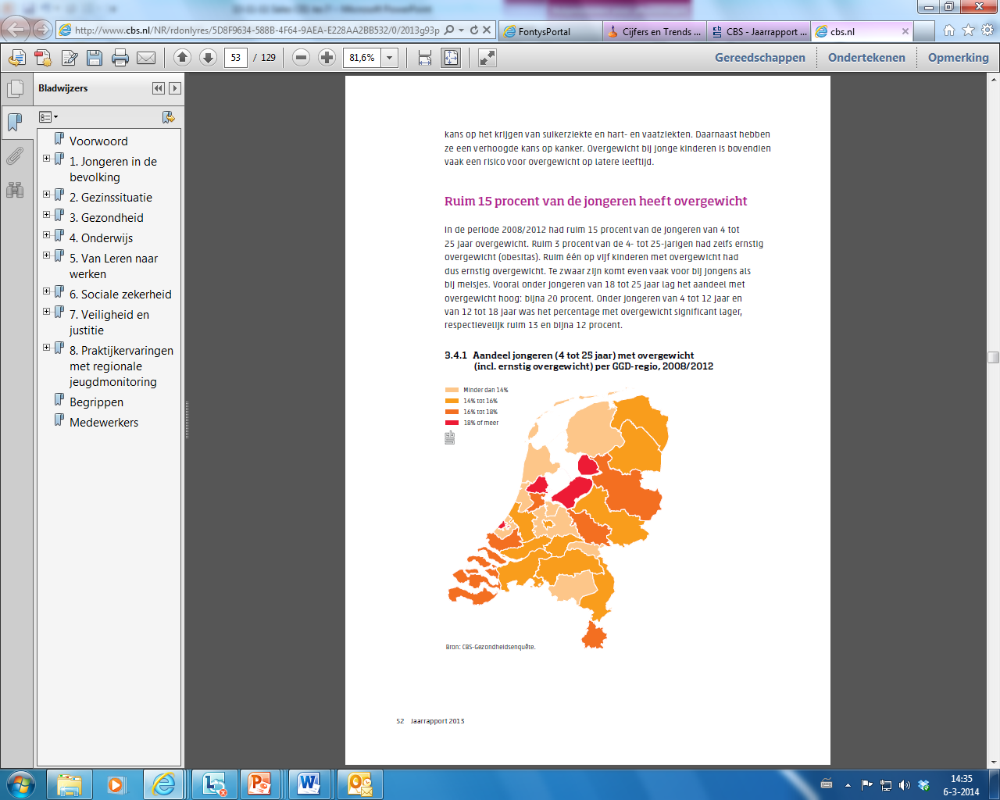 http://www.cbs.nl/NR/rdonlyres/5D8F9634-588B-4F64-9AEA-E228AA2BB532/0/2013g93p
FontysPortal
Cijfers en Trends ...
CBS - Jaarrapport ...
cbs.nl
53 / 129
81,6%
Gereedschappen
Ondertekenen
Opmerking
Bladwijzers
Voorwoord
1. Jongeren in de
bevolking
2. Gezinssituatie
3. Gezondheid
4. Onderwijs
5. Van Leren naar
werken
6. Sociale zekerheid
7. Veiligheid en
justitie
8. Praktijkervaringen
met regionale
jeugdmonitoring
Begrippen
Medewerkers
kans op het krijgen van suikerziekte en hart- en vaatziekten. Daarnaast hebben
ze een verhoogde kans op kanker. Overgewicht bij jonge kinderen is bovendien
vaak een risico voor overgewicht op latere leeftijd.
Ruim 15 procent van de jongeren heeft overgewicht
In de periode 2008/2012 had ruim 15 procent van de jongeren van 4 tot
25 jaar overgewicht. Ruim 3 procent van de 4- tot 25-jarigen had zelfs ernstig
overgewicht (obesitas). Ruim één op vijf kinderen met overgewicht had
dus ernstig overgewicht. Te zwaar zijn komt even vaak voor bij jongens als
bij meisjes. Vooral onder jongeren van 18 tot 25 jaar lag het aandeel met
overgewicht hoog: bijna 20 procent. Onder jongeren van 4 tot 12 jaar en
van 12 tot 18 jaar was het percentage met overgewicht significant lager,
respectievelijk ruim 13 en bijna 12 procent.
3.4.1 Aandeel jongeren (4 tot 25 jaar) met overgewicht
(incl. ernstig overgewicht) per GGD-regio, 2008/2012
Minder dan 14%
14% tot 16%
16% tot 18%
18% of meer
Bron: CBS-Gezondheidsenquête.
52 Jaarrapport 2013
14:35
6-3-2014